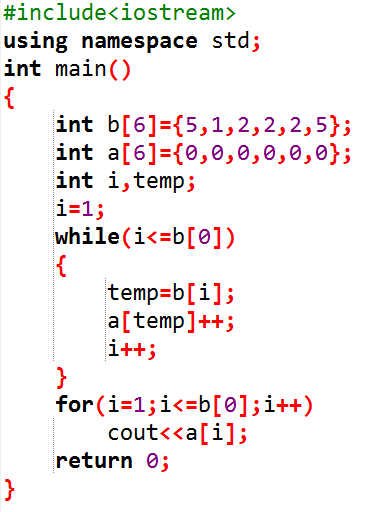 #include<iostream>
using namespace std;
int main()
{
int b[6]={5,1,2,2,2,5};
int a[6]={0,0,0,0,0,0};
int i,temp;
i=1;
while(i<=b[0])
{
temp=b[i];
a[temp]++;
i++;
}
for(i=1;i<=b[0];i++)
cout<<a[i];
return 0;
}